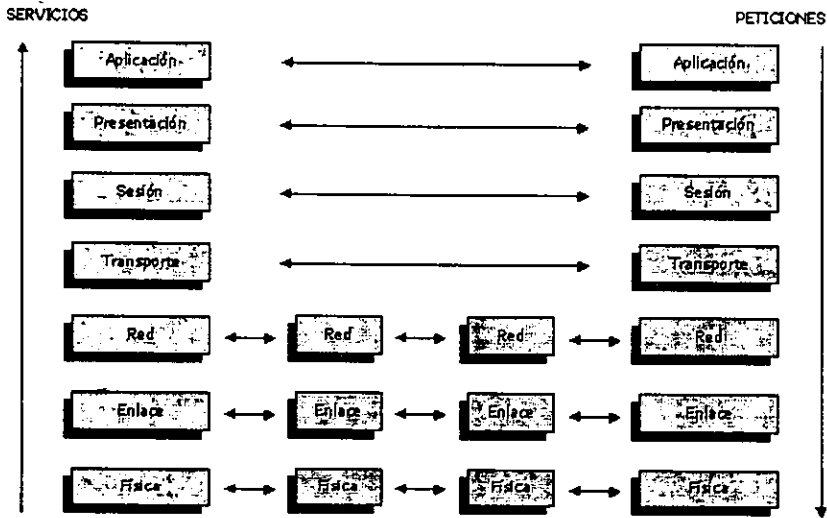 SERVICIOS
PETICIONES
Aplicación
Aplicación
Presentación
Presentación
Sesión
Sesión
Transporte
Transporte
Red
Red
Red
Red
Enlace
Enlace
Enlace
Enlace
Física
Física
Física
Física